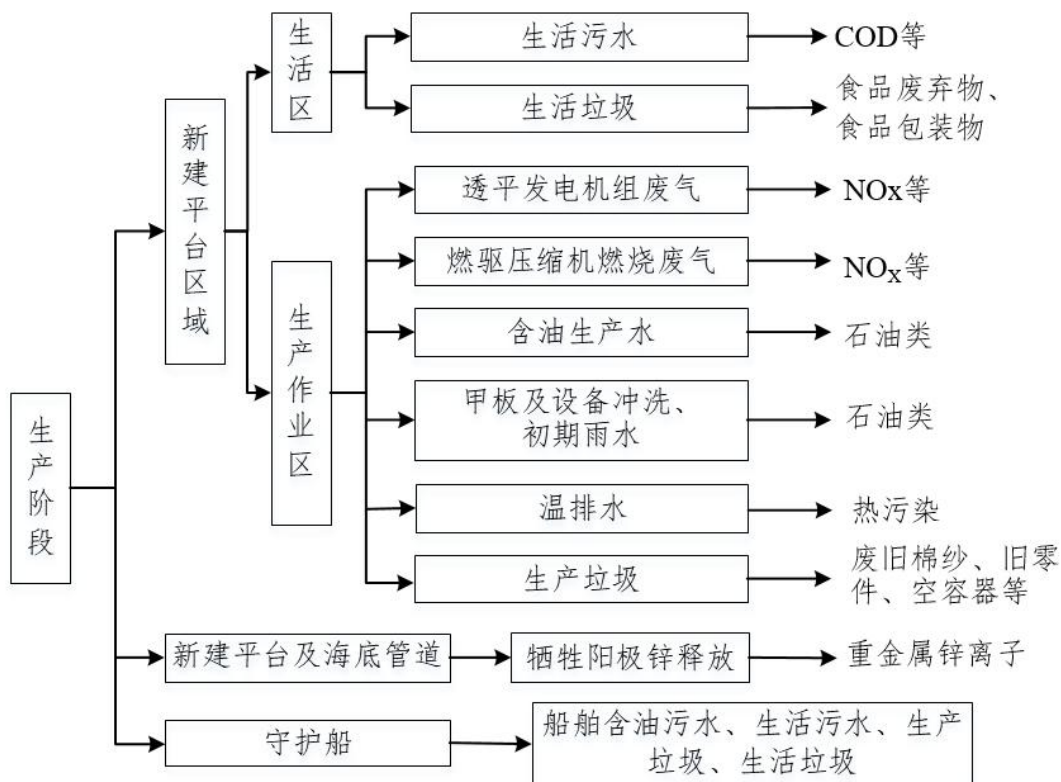 生活区
生活污水
COD等
生活垃圾
食品废弃物、
食品包装物
新建平台区域
透平发电机组废气
NOx等
燃驱压缩机燃烧废气
NOx等
生产作业区
含油生产水
石油类
甲板及设备冲洗、
初期雨水
石油类
生产阶段
温排水
热污染
生产垃圾
废旧棉纱、旧零
件、空容器等
新建平台及海底管道
牺牲阳极锌释放
重金属锌离子
守护船
船舶含油污水、生活污水、生产
垃圾、生活垃圾